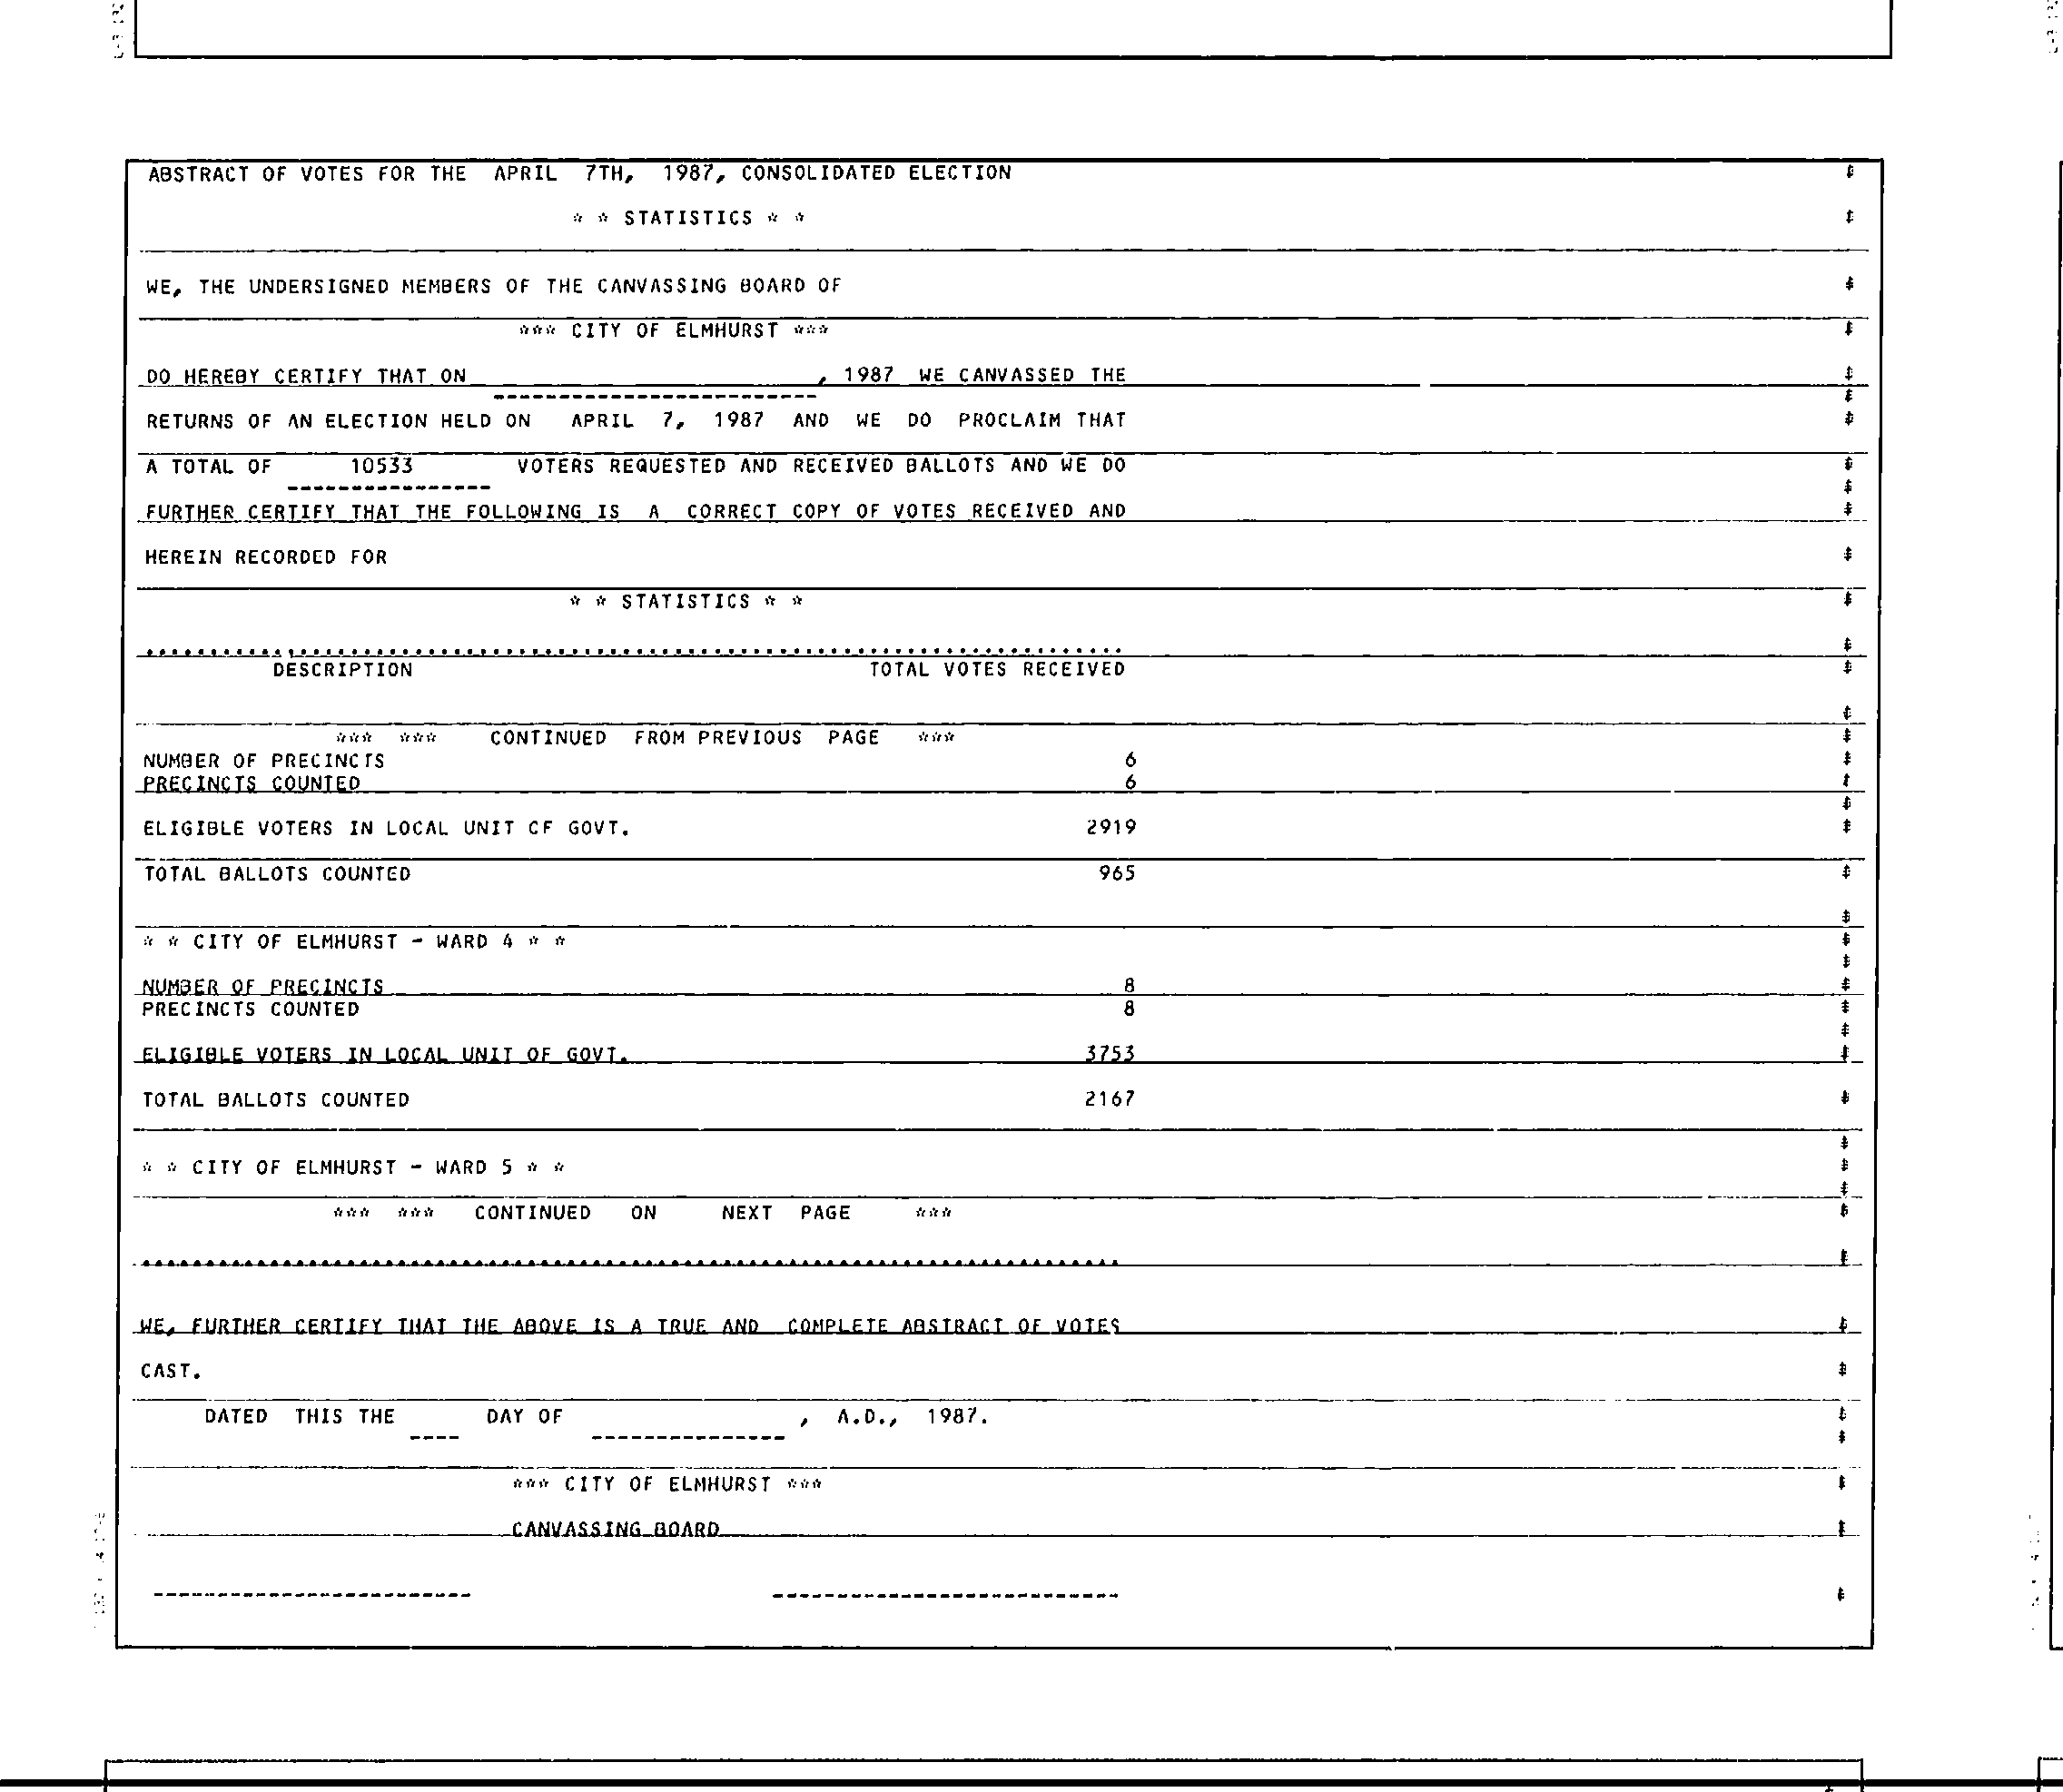 ABSTRACT OF VOTES FOR THE APRIL 7TH, 1987, CONSOLIDATED ELECTION
* * STATISTICS * *
WE, THE UNDERSIGNED MEMBERS OF THE CANVASSING BOARD OF
*** CITY OF ELMHURST ***
DO HEREBY CERTIFY THAT ON , 1987 WE CANVASSED THE
RETURNS OF AN ELECTION HELD ON APRIL 7, 1987 AND WE DO PROCLAIM THAT
A TOTAL OF 10533 VOTERS REQUESTED AND RECEIVED BALLOTS AND WE DO
FURTHER CERTIFY THAT THE FOLLOWING IS A CORRECT COPY OF VOTES RECEIVED AND
HEREIN RECORDED FOR
* * STATISTICS * *
DESCRIPTION TOTAL VOTES RECEIVED
*** *** CONTINUED FROM PREVIOUS PAGE ***
NUMBER OF PRECINCTS 6
PRECINCTS COUNTED 6
ELIGIBLE VOTERS IN LOCAL UNIT CF GOVT. 2919
TOTAL BALLOTS COUNTED 965
* * CITY OF ELMHURST - WARD 4 * *
NUMBER OF PRECINCTS 8
PRECINCTS COUNTED 8
ELIGIBLE VOTERS IN LOCAL UNIT OF GOVT. 3753
TOTAL BALLOTS COUNTED 2167
* * CITY OF ELMHURST - WARD 5 * *
*** *** CONTINUED ON NEXT PAGE ***
WE, FURTHER CERTIFY THAT THE ABOVE IS A TRUE AND COMPLETE ABSTRACT OF VOTES
CAST.
DATED THIS THE ---- DAY OF --------------- , A.D., 1987.
*** CITY OF ELMHURST ***
CANVASSING BOARD